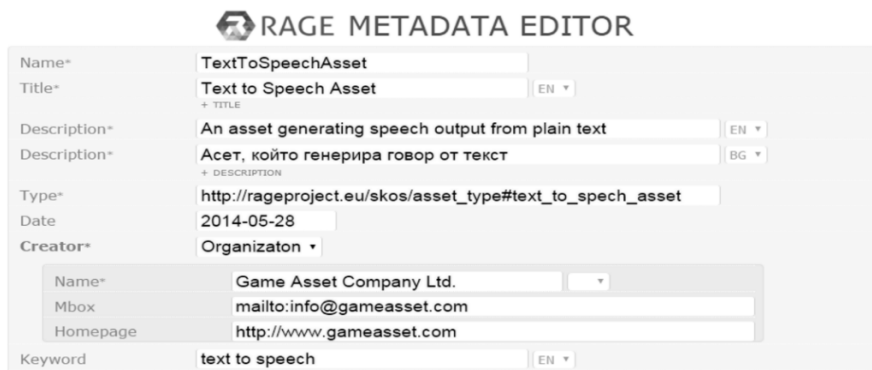 RAGE METADATA EDITOR
Name* TextToSpeechAsset
Title* Text to Speech Asset EN
+ TITLE
Description* An asset generating speech output from plain text EN
Description* Асет, който генерира говор от текст BG
+ DESCRIPTION
Type* http://rageproject.eu/skos/asset_type#text_to_spech_asset
Date 2014-05-28
Creator* Organizaton
Name* Game Asset Company Ltd.
Mbox mailto:info@gameasset.com
Homepage http://www.gameasset.com
Keyword text to speech EN